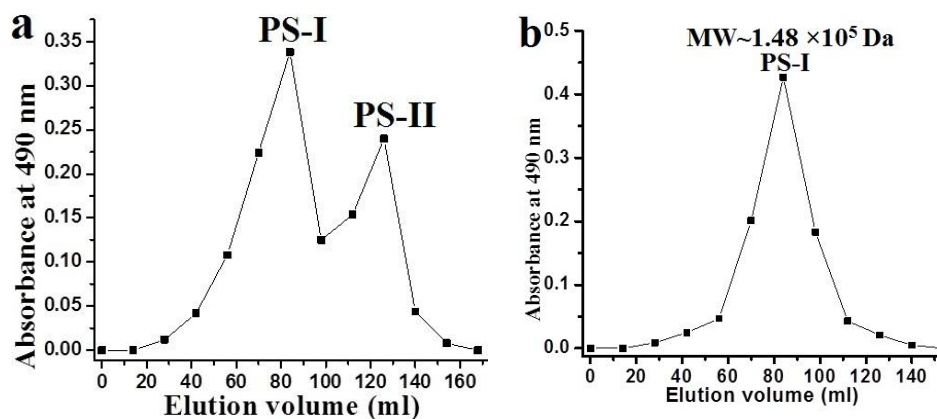 a
PS-I
PS-II
0.35
0.30
0.25
0.20
0.15
0.10
0.05
0.00
Absorbance at 490 nm
0 20 40 60 80 100 120 140 160
Elution volume (ml)
b
MW~1.48 ×10⁵ Da
PS-I
0.5
0.4
0.3
0.2
0.1
0.0
Absorbance at 490 nm
0 20 40 60 80 100 120 140
Elution volume (ml)